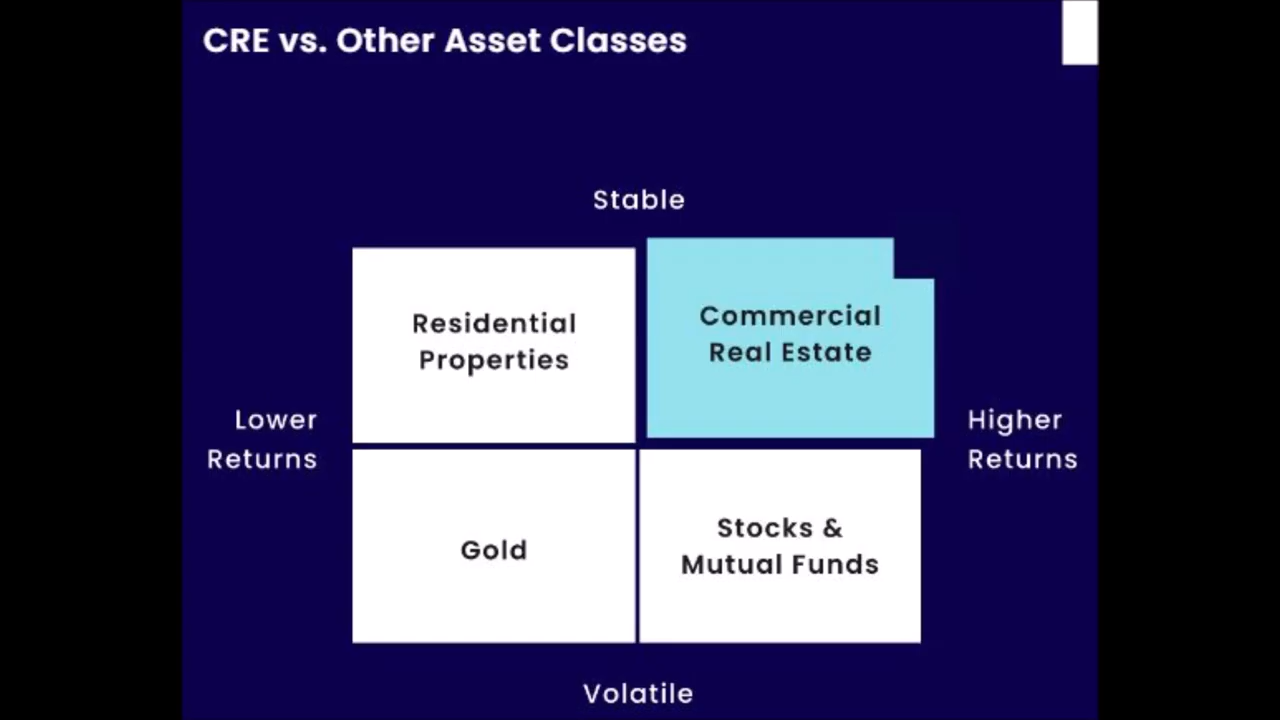 CRE vs. Other Asset Classes
Stable
Residential
Properties
Commercial
Real Estate
Lower
Returns
Higher
Returns
Gold
Stocks &
Mutual Funds
Volatile